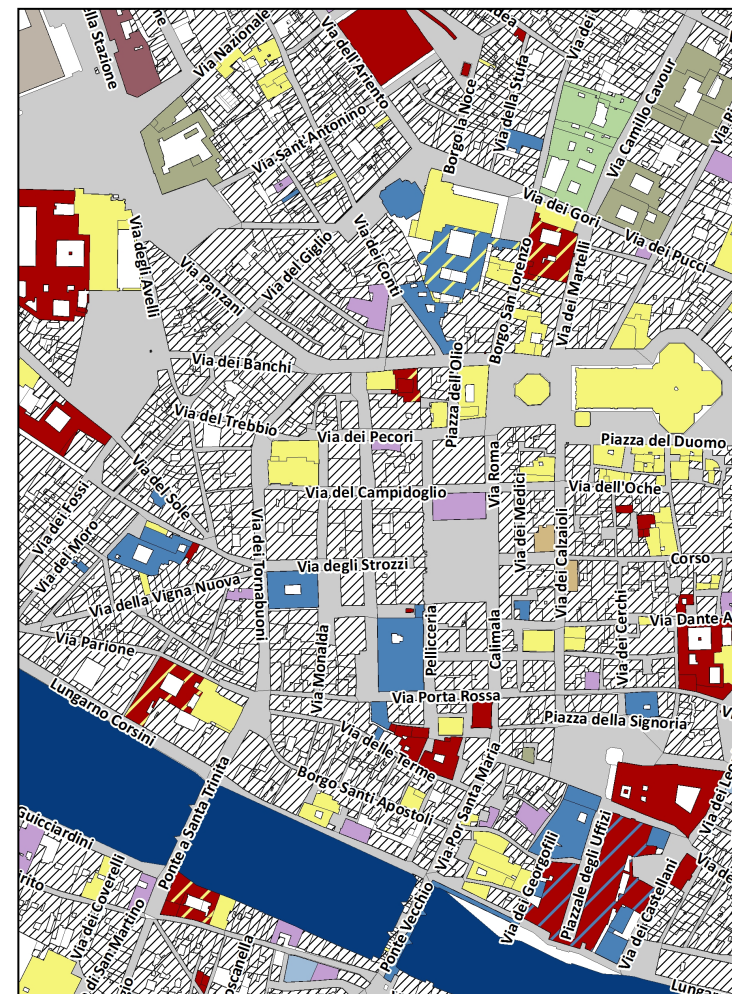 ella Stazione
Via Nazionale
Via dell'Ariento
Borgo la Noce
Via della Stufa
Via Camillo Cavour
Via Sant'Antonino
Via dei Gori
Via dei Pucci
Via degli Avelli
Via Panzani
Via del Giglio
Via dei Conti
Borgo San Lorenzo
Via dei Martelli
Via dei Banchi
Piazza dell'Olio
Via del Trebbio
Via dei Pecori
Via Roma
Piazza del Duomo
Via dei Fossi
Via del Moro
Via del Sole
Via del Campidoglio
Via dei Medici
Via dell'Oche
Via dei Calzaioli
Corso
Via dei Tornabuoni
Via degli Strozzi
Via della Vigna Nuova
Via Parione
Via Monalda
Pellicceria
Calimala
Via dei Cerchi
Via Dante A
Via Porta Rossa
Piazza della Signoria
Lungarno Corsini
Via delle Terme
Borgo Santi Apostoli
Via Por Santa Maria
Ponte a Santa Trinita
Guicciardini
Via dei Coverelli
di San Martino
Ponte Vecchio
Via dei Georgofili
Piazzale degli Uffizi
Via dei Castellani
Lunga